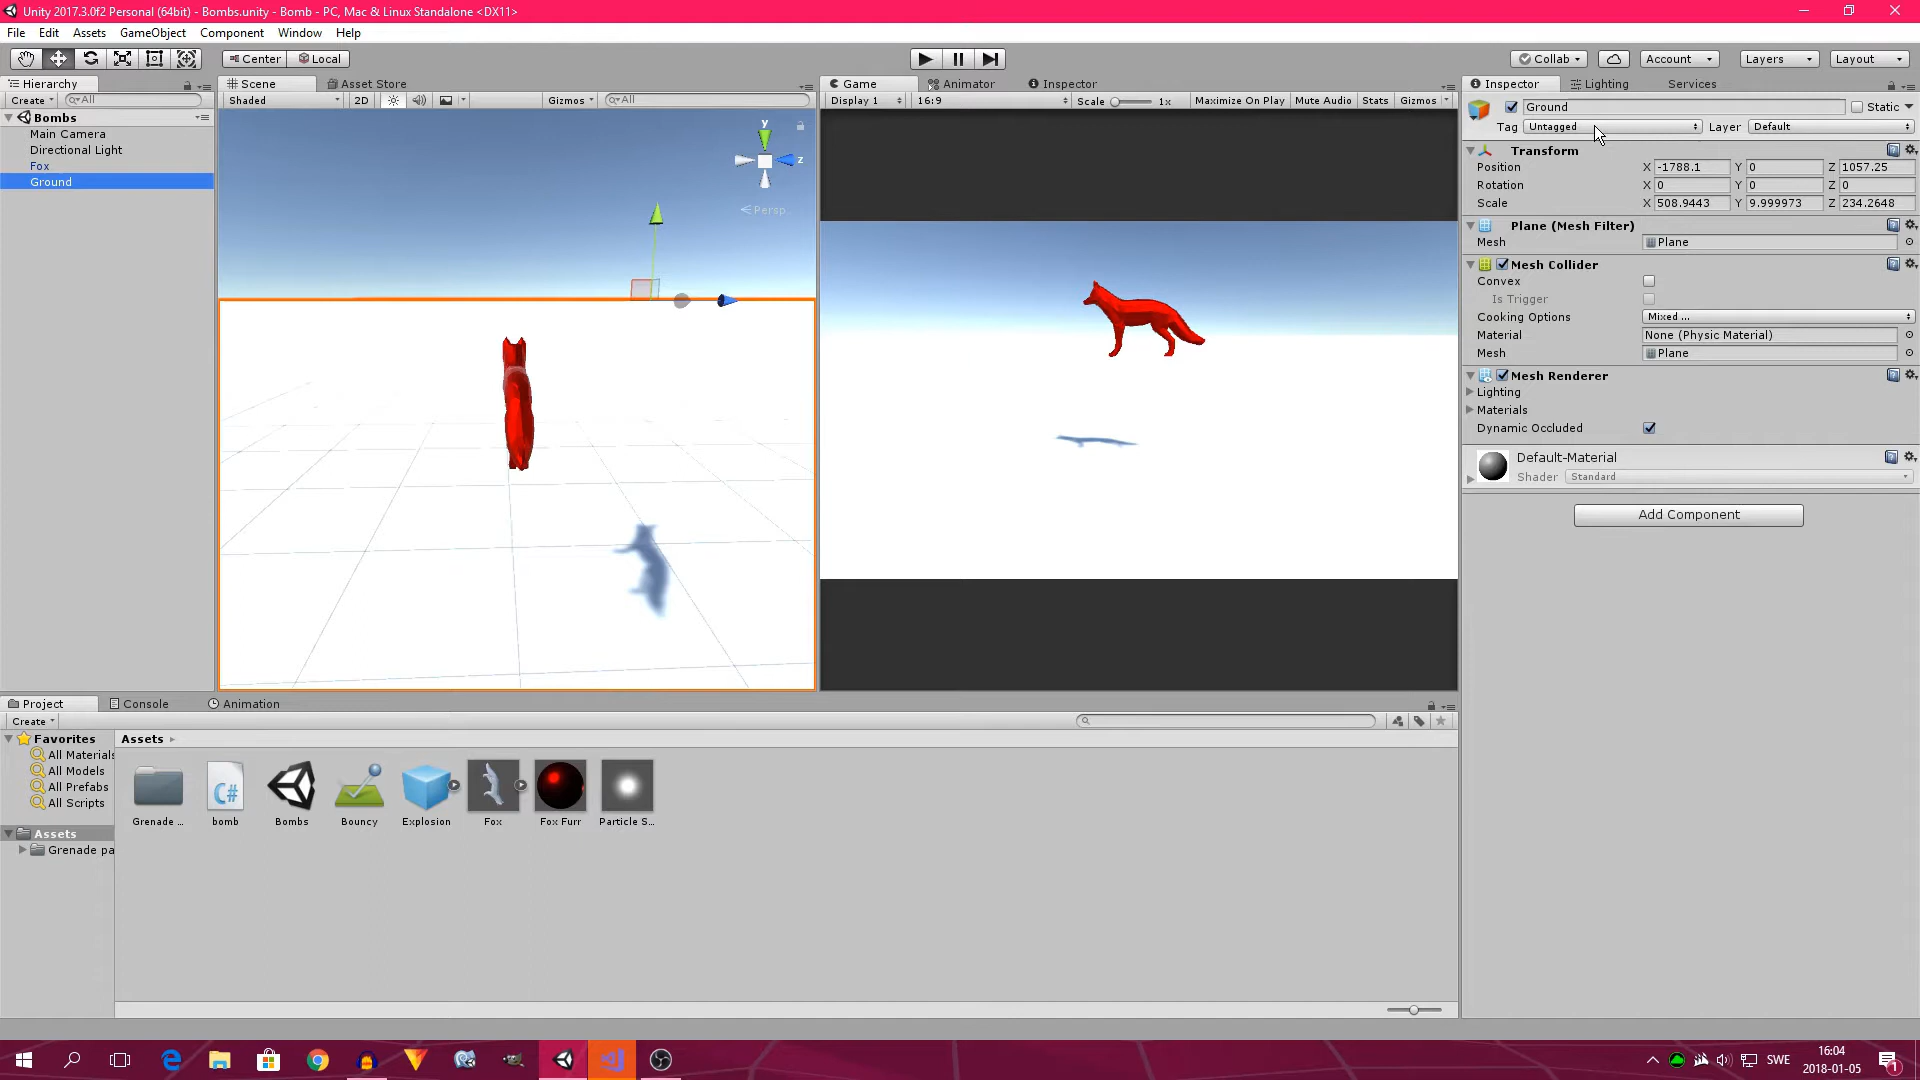 Unity 2017.3.0f2 Personal (64bit) - Bombs.unity - Bomb - PC, Mac & Linux Standalone <DX11>
File Edit Assets GameObject Component Window Help
Center Local Collab Account Layers Layout
Hierarchy Scene Asset Store Game Animator Inspector Inspector Lighting Services
Create All Shaded 2D Gizmos All Display 1 16:9 Scale 1x Maximize On Play Mute Audio Stats Gizmos
Ground Static
Bombs
Main Camera
Directional Light
Fox
Ground
y
z
Persp
Tag Untagged Layer Default
Transform
Position X -1788.1 Y 0 Z 1057.25
Rotation X 0 Y 0 Z 0
Scale X 508.9443 Y 9.999973 Z 234.2648
Plane (Mesh Filter)
Mesh Plane
Mesh Collider
Convex
Is Trigger
Cooking Options Mixed ...
Material None (Physic Material)
Mesh Plane
Mesh Renderer
Lighting
Materials
Dynamic Occluded
Default-Material
Shader Standard
Add Component
Project Console Animation
Create
Favorites
All Materials
All Models
All Prefabs
All Scripts
Assets
Grenade pa
Assets
C#
Grenade ... bomb Bombs Bouncy Explosion Fox Fox Furr Particle S...
SWE
16:04
2018-01-05
1